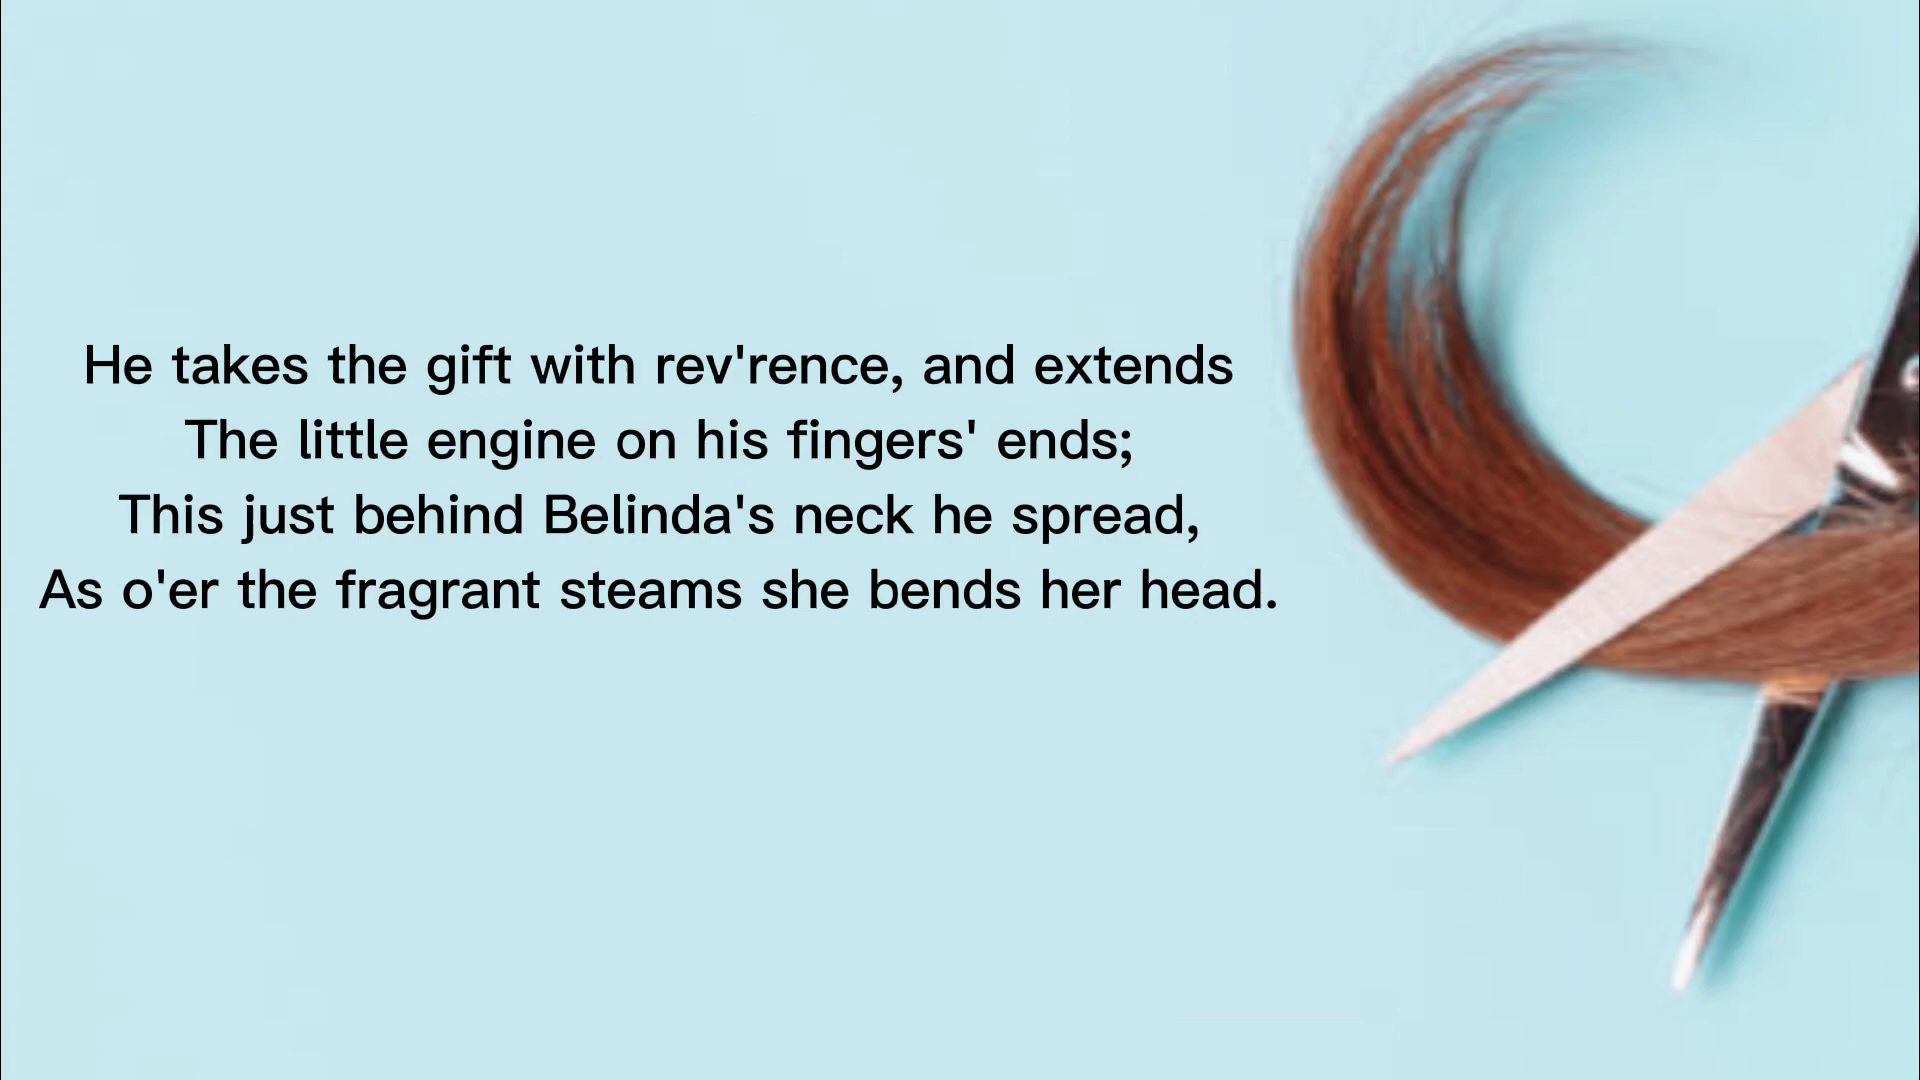 He takes the gift with rev'rence, and extends
The little engine on his fingers' ends;
This just behind Belinda's neck he spread,
As o'er the fragrant steams she bends her head.